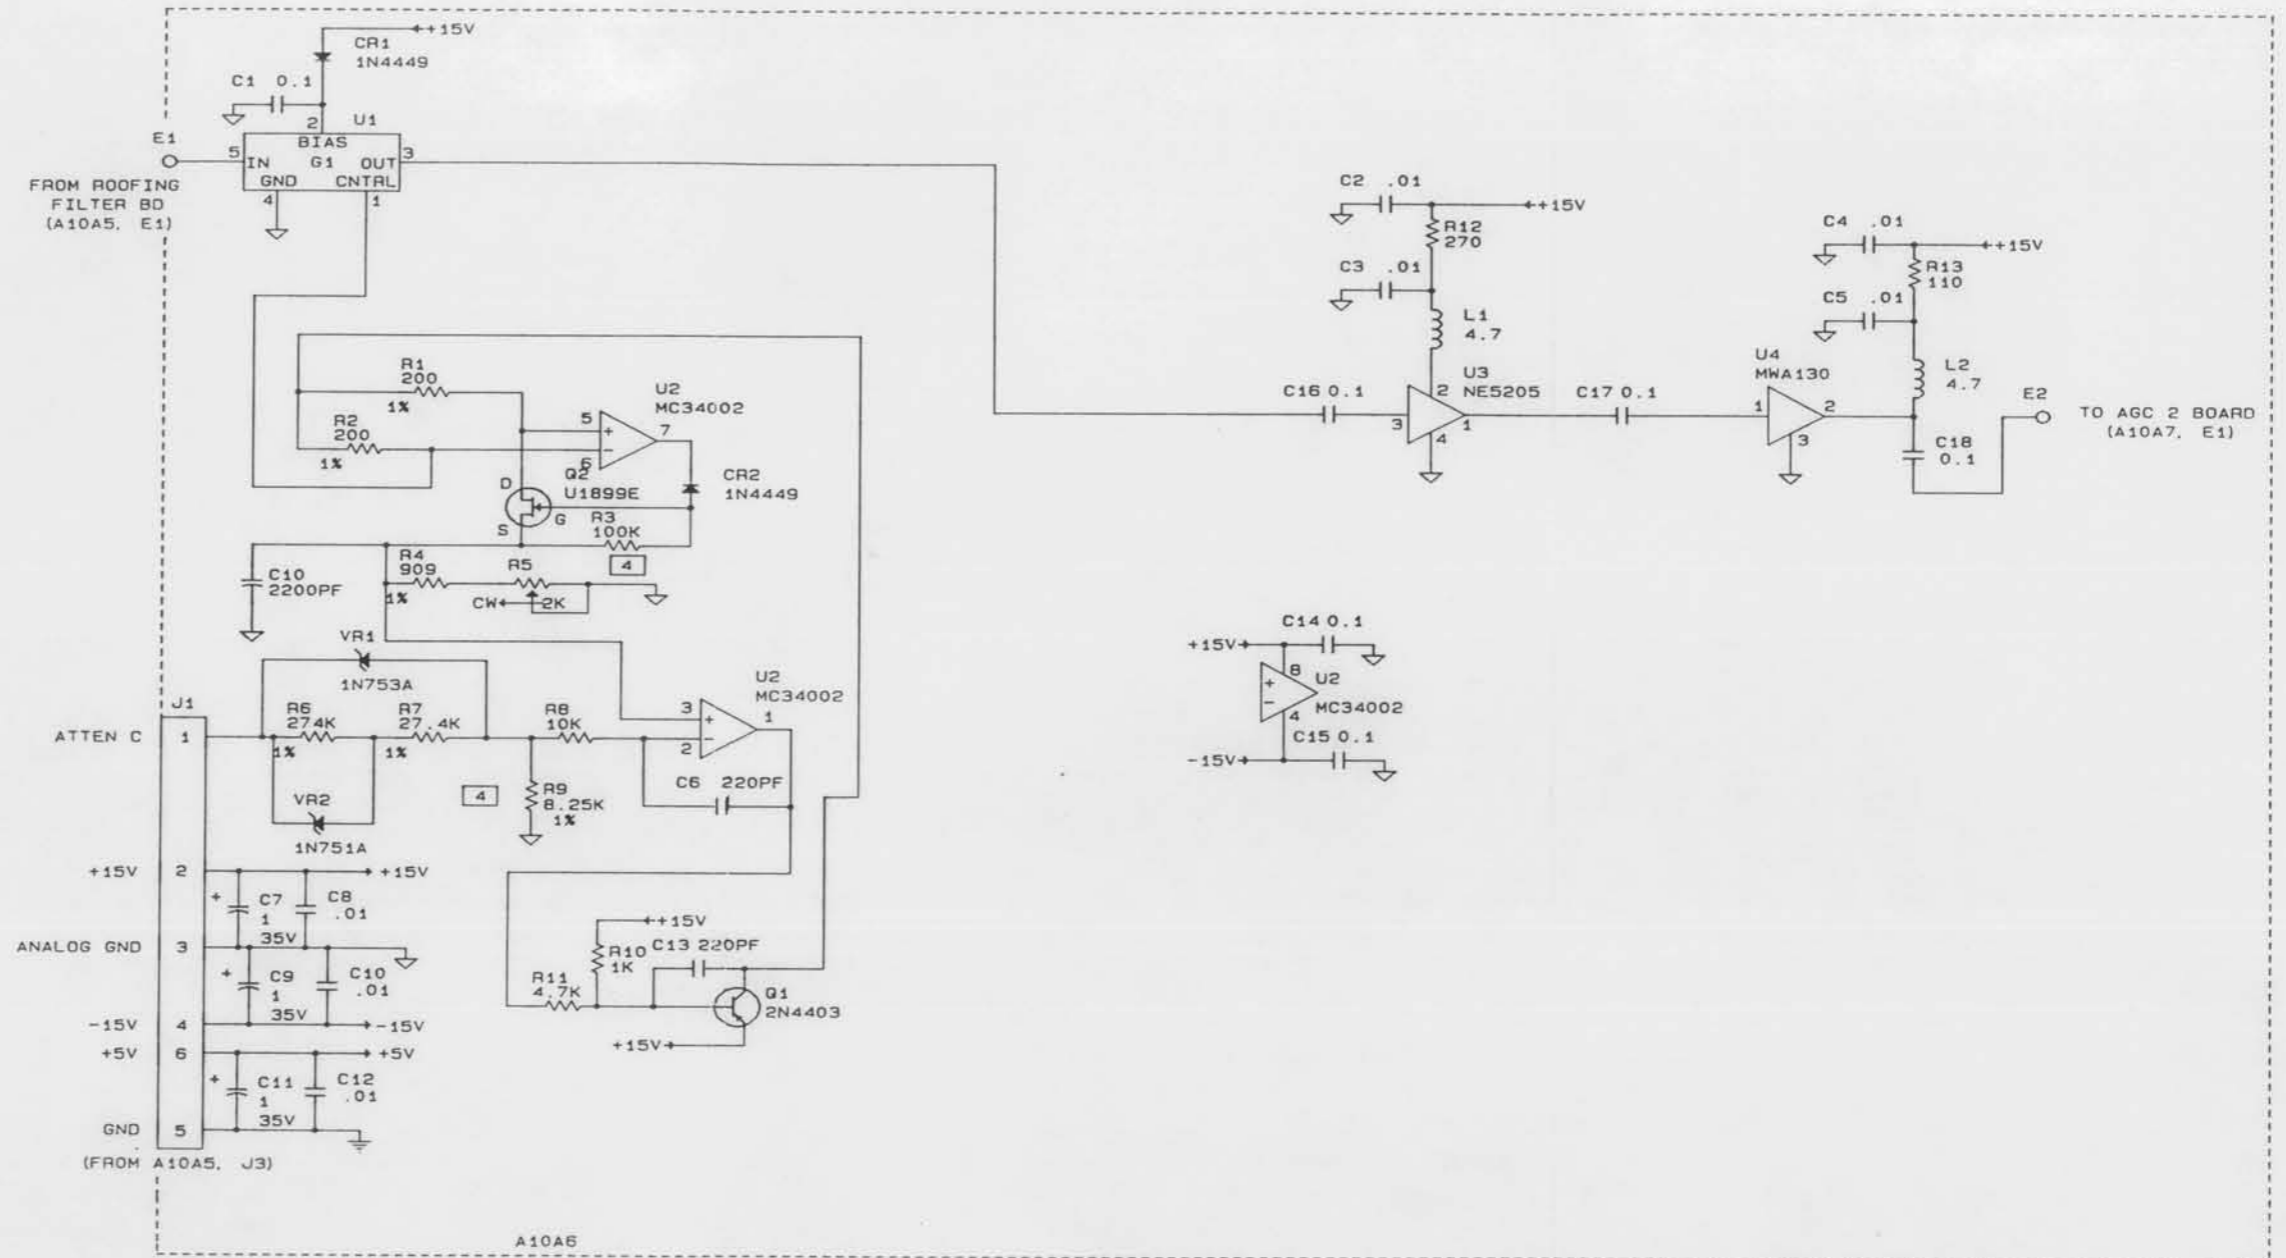 +15V
CR1
1N4449
C1 0.1
2
U1
BIAS
E1
5
IN
G1
OUT
3
GND
CNTRL
4
1
FROM ROOFING
FILTER BD
(A10A5, E1)
C2 .01
+15V
R12
270
C3 .01
L1
4.7
C4 .01
+15V
R13
110
C5 .01
L2
4.7
U3
NE5205
2
C16 0.1
3
4
1
C17 0.1
U4
MWA130
1
2
3
C18
0.1
E2
TO AGC 2 BOARD
(A10A7, E1)
R1
200
1%
R2
200
1%
U2
MC34002
5
+
7
-
6
Q2
U1899E
D
G
S
CR2
1N4449
R3
100K
4
C10
2200PF
R4
909
1%
R5
CW
2K
VR1
1N753A
U2
MC34002
3
+
1
-
2
J1
ATTEN C
1
R6
274K
1%
R7
27.4K
1%
R8
10K
C6 220PF
4
R9
8.25K
1%
VR2
1N751A
C14 0.1
+15V
8
+
-
U2
MC34002
4
C15 0.1
-15V
+15V
2
+15V
+
C7
1
35V
C8
.01
ANALOG GND
3
+
C9
1
35V
C10
.01
-15V
4
-15V
+5V
6
+5V
+
C11
1
35V
C12
.01
GND
5
(FROM A10A5, J3)
+15V
R10
1K
C13 220PF
R11
4.7K
Q1
2N4403
+15V
A10A6